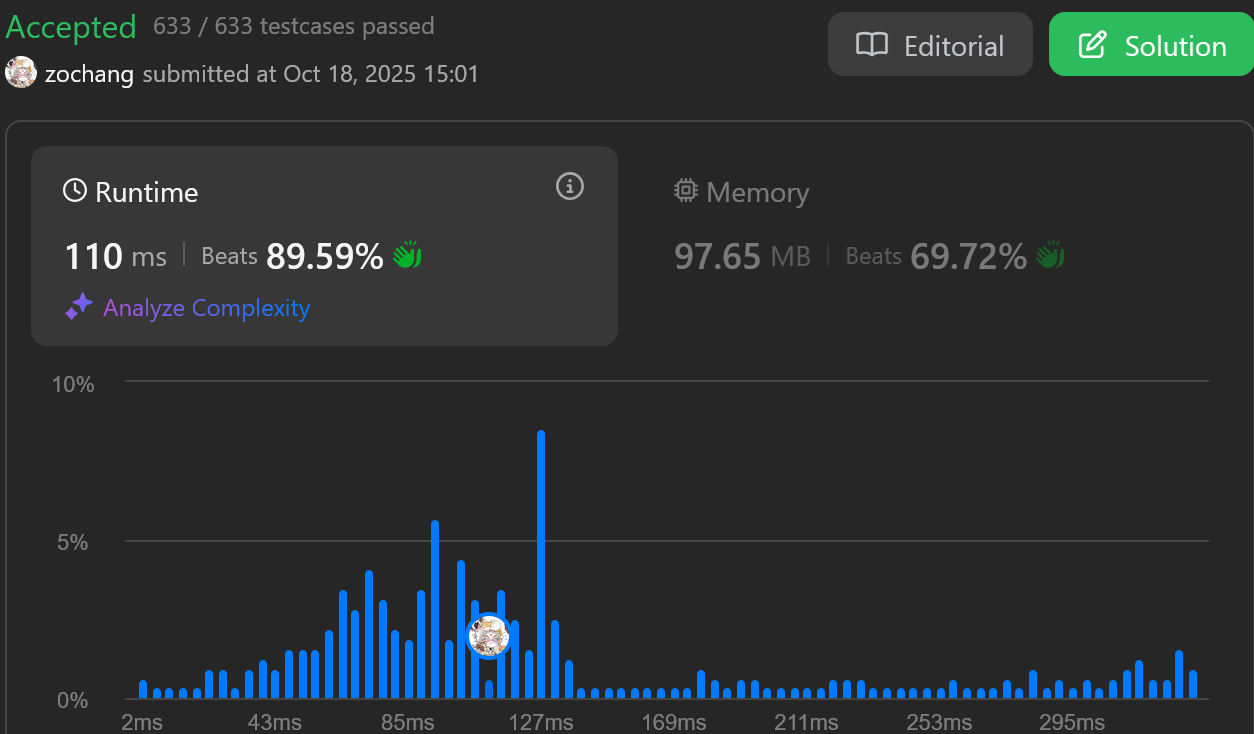 Accepted 633 / 633 testcases passed
zochang submitted at Oct 18, 2025 15:01
Editorial
Solution
Runtime
110 ms | Beats 89.59%
Analyze Complexity
Memory
97.65 MB | Beats 69.72%
10%
5%
0%
2ms 43ms 85ms 127ms 169ms 211ms 253ms 295ms